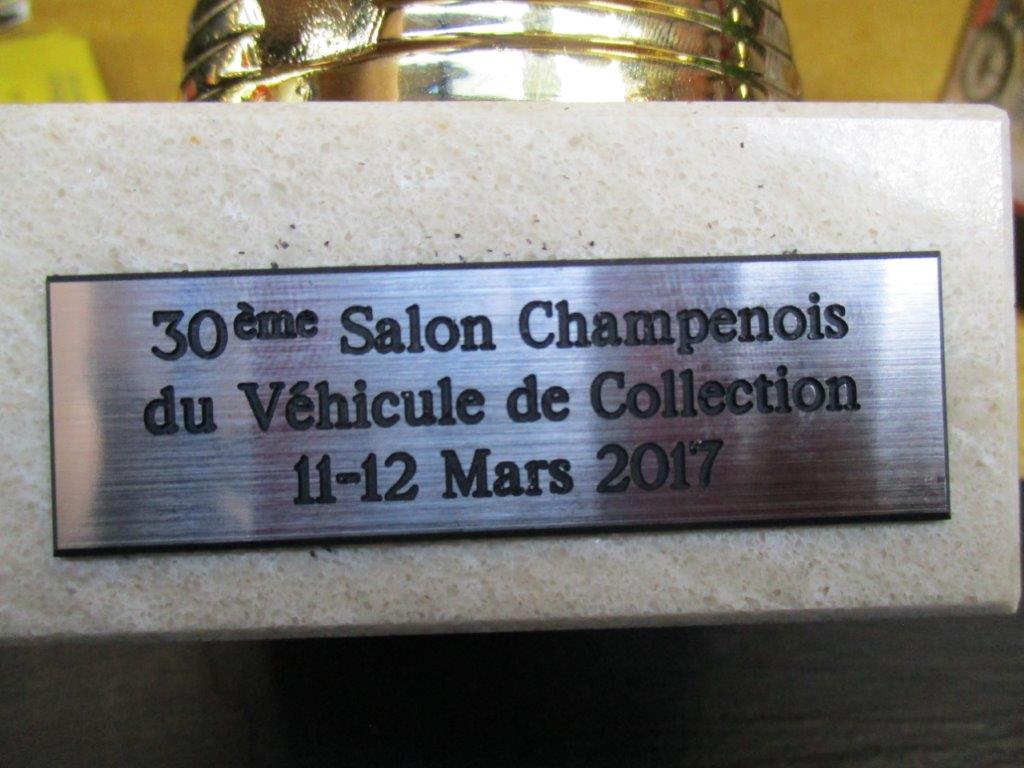 30ème Salon Champenois
du Véhicule de Collection
11-12 Mars 2017